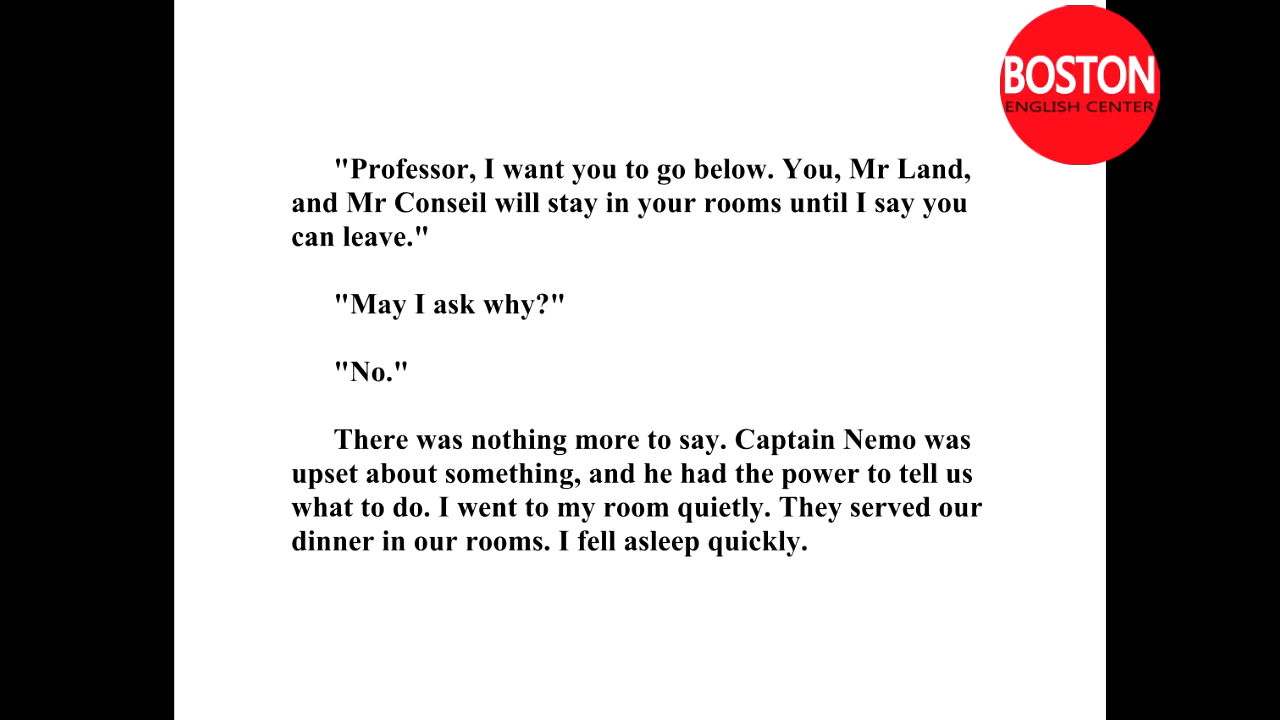 BOSTON
ENGLISH CENTER
"Professor, I want you to go below. You, Mr Land,
and Mr Conseil will stay in your rooms until I say you
can leave."
"May I ask why?"
"No."
There was nothing more to say. Captain Nemo was
upset about something, and he had the power to tell us
what to do. I went to my room quietly. They served our
dinner in our rooms. I fell asleep quickly.